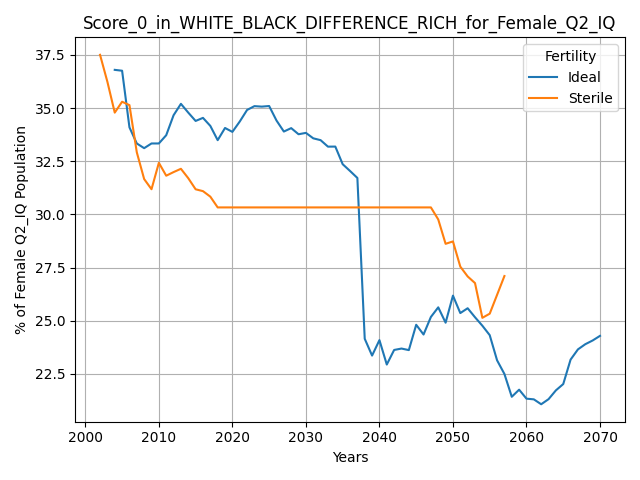 Score_0_in_WHITE_BLACK_DIFFERENCE_RICH_for_Female_Q2_IQ
Fertility
Ideal
Sterile
% of Female Q2_IQ Population
37.5
35.0
32.5
30.0
27.5
25.0
22.5
2000
2010
2020
2030
2040
2050
2060
2070
Years